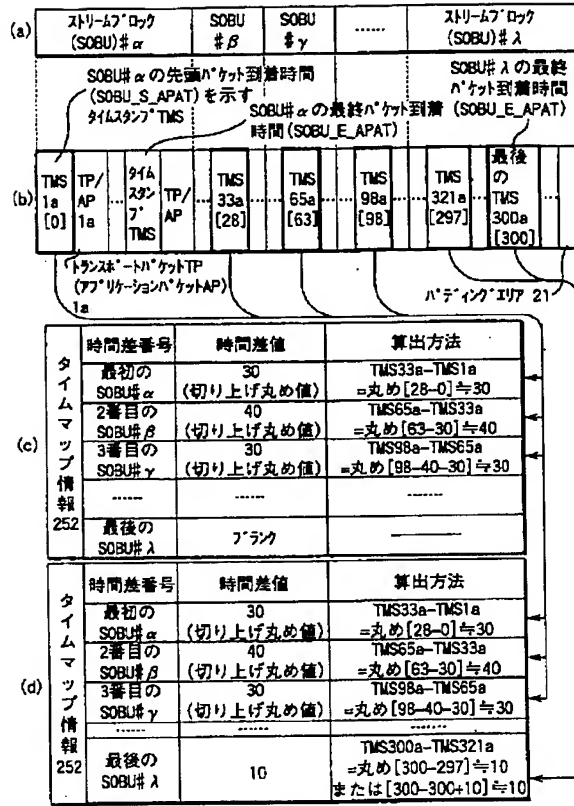 (a)
ストリームブロック
(SOBU)#α
SOBU
#β
SOBU
#γ
……
ストリームブロック
(SOBU)#λ
SOBU#αの先頭パケット到着時間
(SOBU_S_APAT)を示す
タイムスタンプTMS
SOBU#αの最終パケット到着
時間(SOBU_E_APAT)
SOBU#λの最終
パケット到着時間
(SOBU_E_APAT)
(b)
TMS
1a
[0]
TP/
AP
1a
……
タイム
スタン
プ
TMS
TP/
AP
……
TMS
33a
[28]
……
TMS
65a
[63]
……
TMS
98a
[98]
……
TMS
321a
[297]
……
最後
の
TMS
300a
[300]
……
トランスポートパケットTP
(アプリケーションパケットAP)
1a
パディングエリア 21
(c)
タイムマップ情報
252
時間差番号 時間差値 算出方法
最初の
SOBU#α
30
(切り上げ丸め値)
TMS33a-TMS1a
=丸め[28-0]≒30
2番目の
SOBU#β
40
(切り上げ丸め値)
TMS65a-TMS33a
=丸め[63-30]≒40
3番目の
SOBU#γ
30
(切り上げ丸め値)
TMS98a-TMS65a
=丸め[98-40-30]≒30
…… …… ……
最後の
SOBU#λ
ブランク
(d)
タイムマップ情報
252
時間差番号 時間差値 算出方法
最初の
SOBU#α
30
(切り上げ丸め値)
TMS33a-TMS1a
=丸め[28-0]≒30
2番目の
SOBU#β
40
(切り上げ丸め値)
TMS65a-TMS33a
=丸め[63-30]≒40
3番目の
SOBU#γ
30
(切り上げ丸め値)
TMS98a-TMS65a
=丸め[98-40-30]≒30
…… …… ……
最後の
SOBU#λ
10
TMS300a-TMS321a
=丸め[300-297]≒10
または[300-300+10]≒10